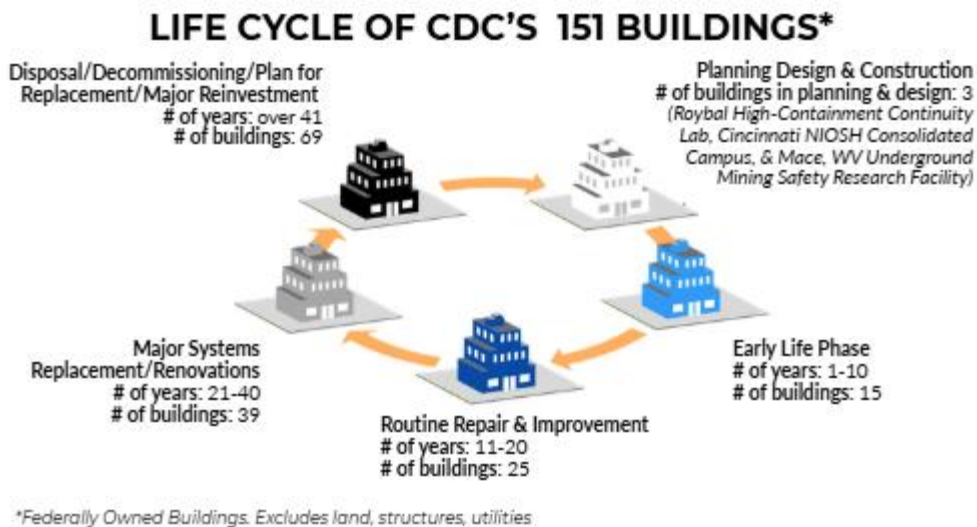 LIFE CYCLE OF CDC'S 151 BUILDINGS*
Disposal/Decommissioning/Plan for
Replacement/Major Reinvestment
# of years: over 41
# of buildings: 69
Planning Design & Construction
# of buildings in planning & design: 3
(Roybal High-Containment Continuity
Lab, Cincinnati NIOSH Consolidated
Campus, & Mace, WV Underground
Mining Safety Research Facility)
Major Systems
Replacement/Renovations
# of years: 21-40
# of buildings: 39
Early Life Phase
# of years: 1-10
# of buildings: 15
Routine Repair & Improvement
# of years: 11-20
# of buildings: 25
*Federally Owned Buildings. Excludes land, structures, utilities